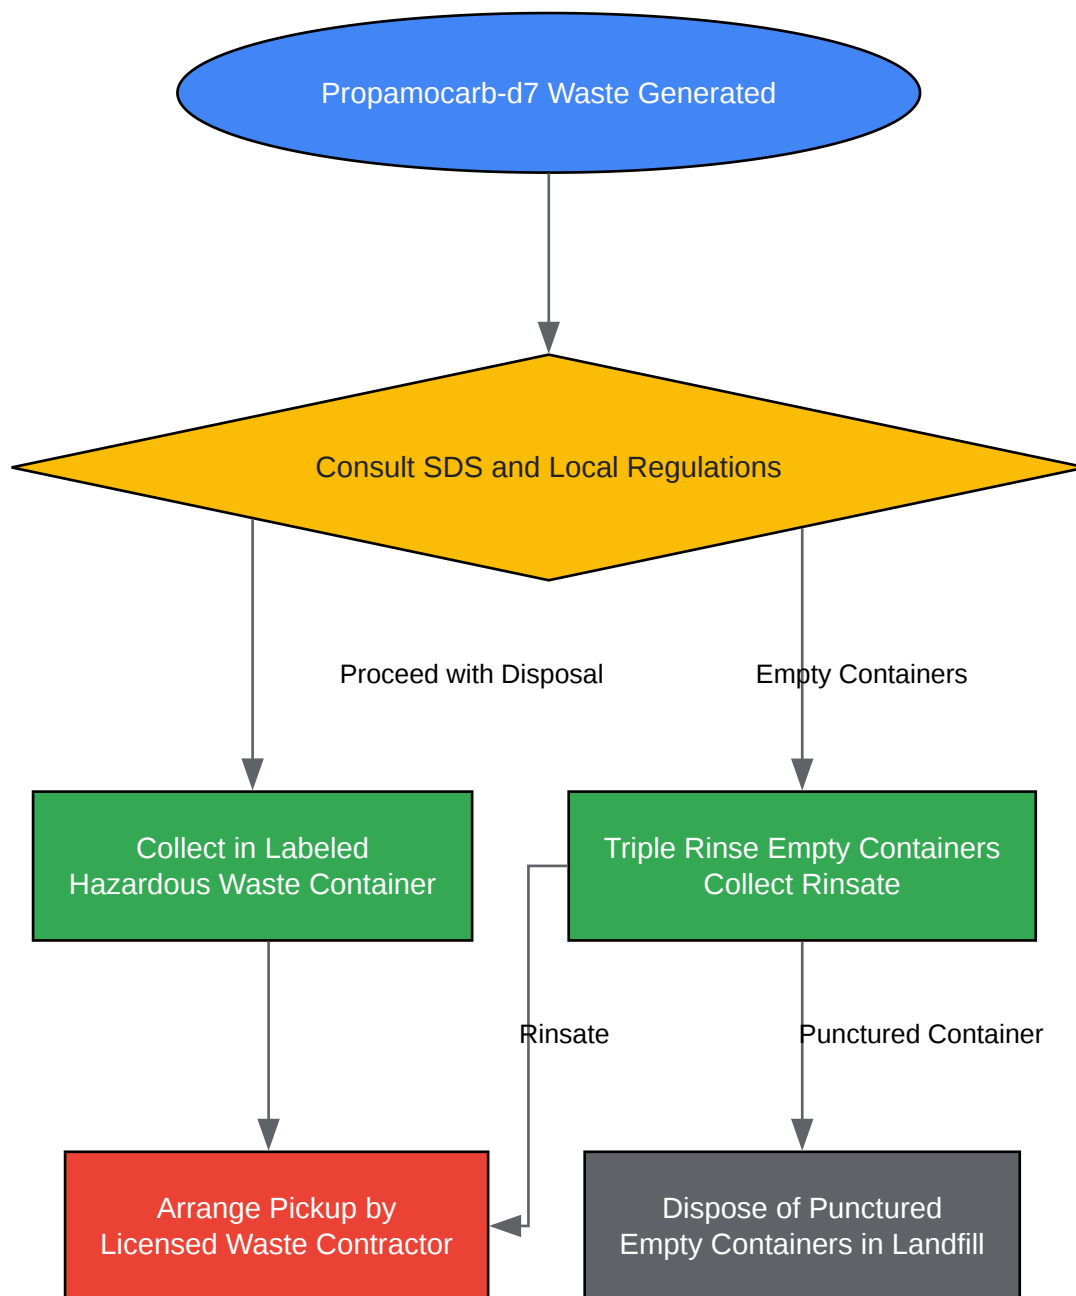 Propamocarb-d7 Waste Generated
Consult SDS and Local Regulations
Proceed with Disposal
Empty Containers
Collect in Labeled
Hazardous Waste Container
Triple Rinse Empty Containers
Collect Rinsate
Rinsate
Punctured Container
Arrange Pickup by
Licensed Waste Contractor
Dispose of Punctured
Empty Containers in Landfill